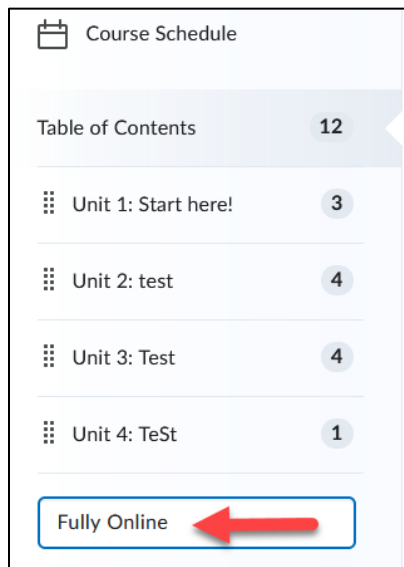 Course Schedule
Table of Contents 12
Unit 1: Start here! 3
Unit 2: test 4
Unit 3: Test 4
Unit 4: TeSt 1
Fully Online